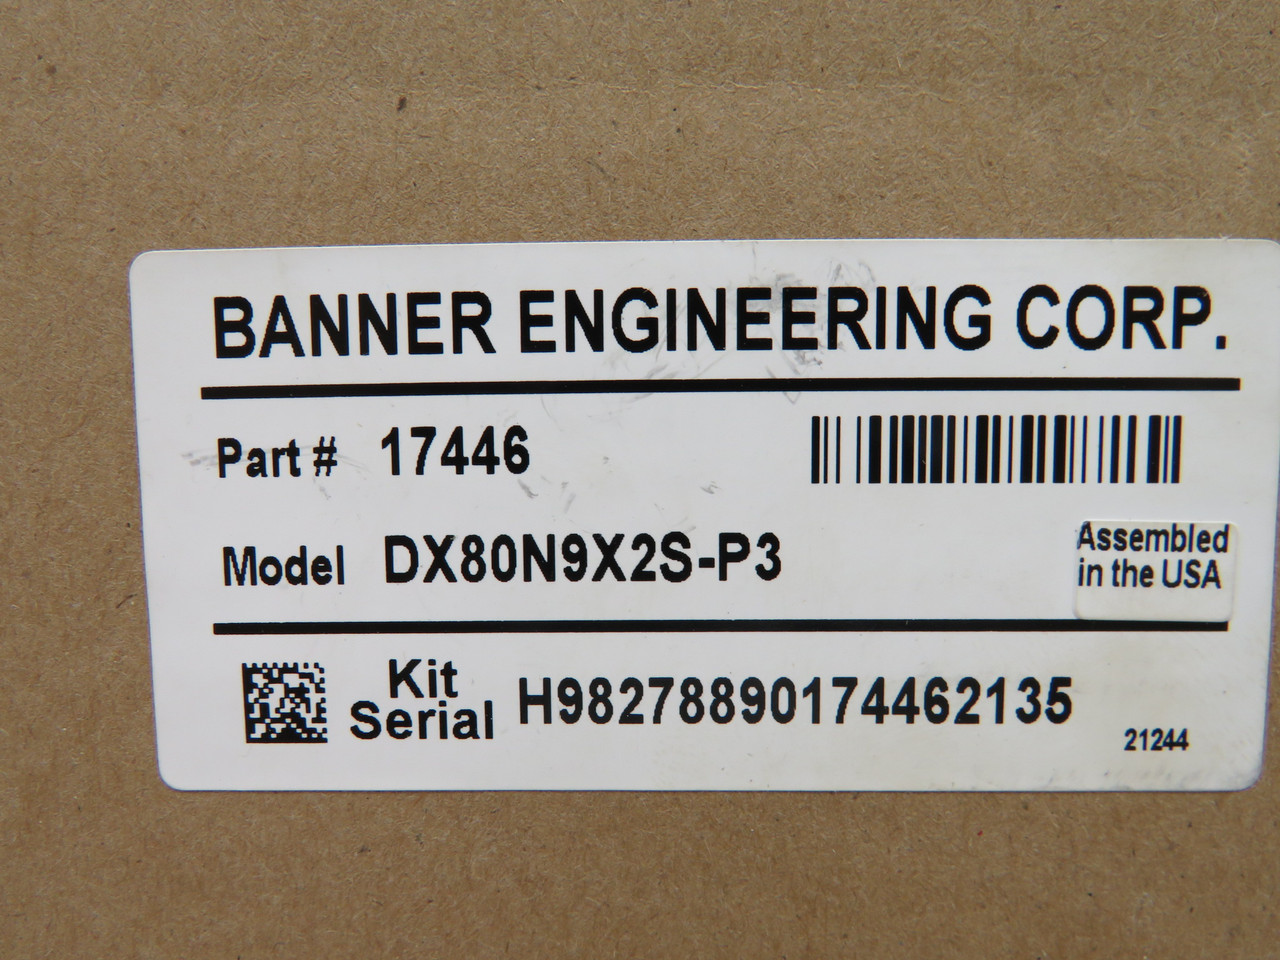 BANNER ENGINEERING CORP.
Part # 17446
Model DX80N9X2S-P3
Assembled
in the USA
Kit
Serial H98278890174462135
21244